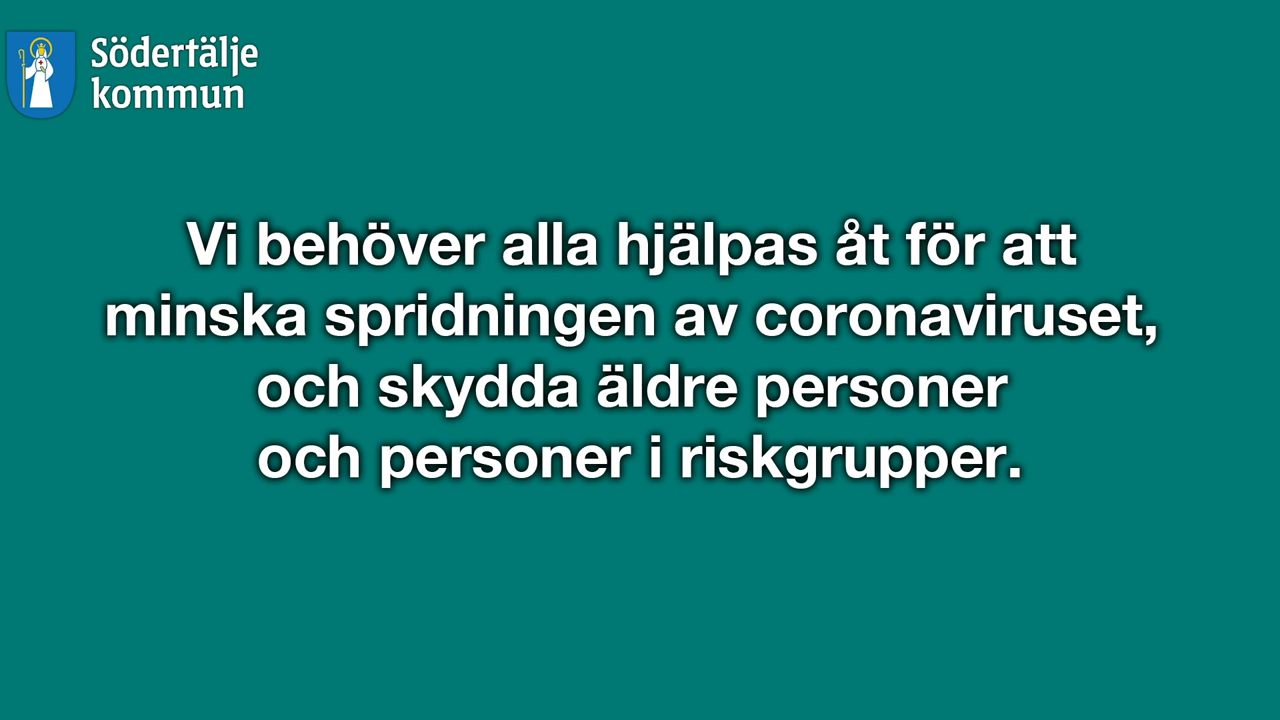 Södertälje
kommun
Vi behöver alla hjälpas åt för att
minska spridningen av coronaviruset,
och skydda äldre personer
och personer i riskgrupper.